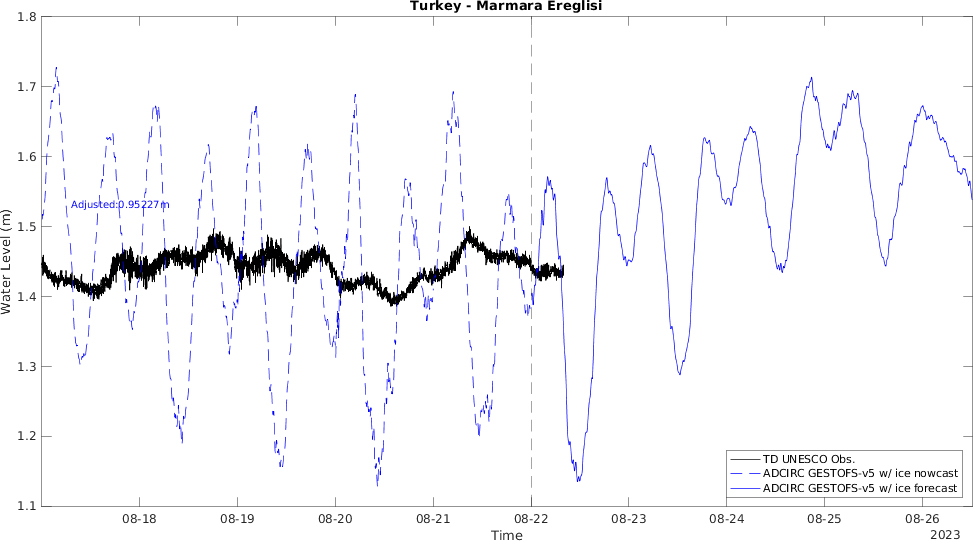 Turkey - Marmara Ereglisi
Water Level (m)
1.8
1.7
1.6
1.5
1.4
1.3
1.2
1.1
Adjusted:0.95227m
TD UNESCO Obs.
ADCIRC GESTOFS-v5 w/ ice nowcast
ADCIRC GESTOFS-v5 w/ ice forecast
08-18 08-19 08-20 08-21 08-22 08-23 08-24 08-25 08-26
Time
2023